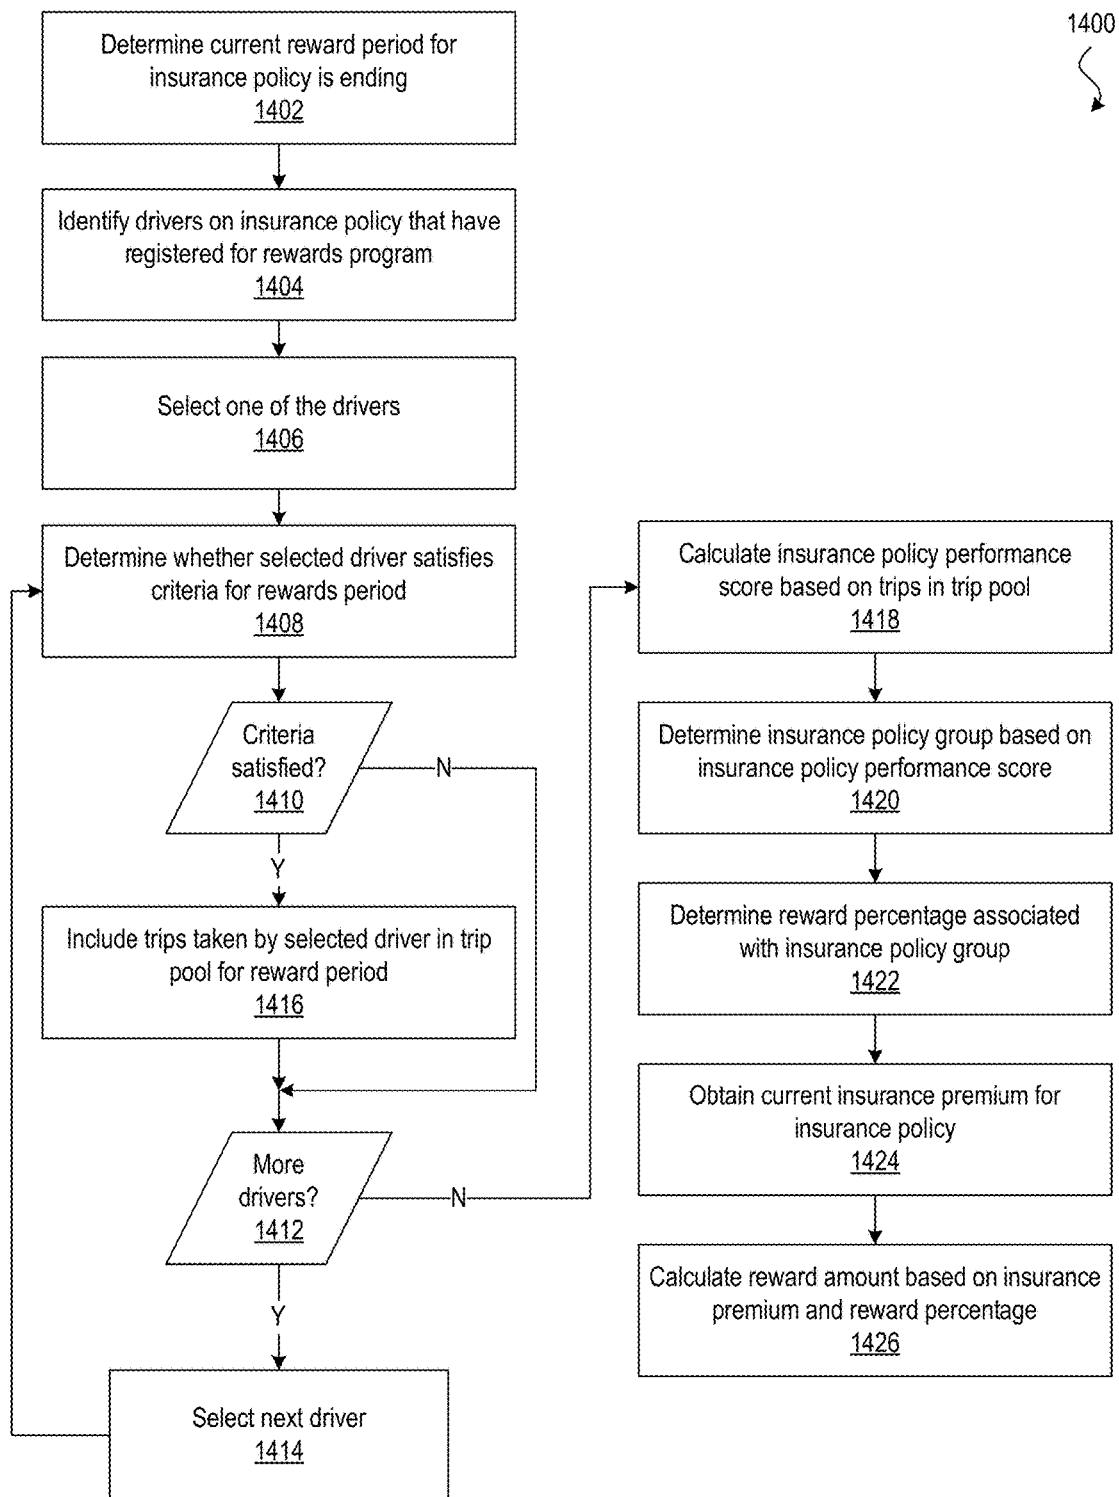 1400
Determine current reward period for
insurance policy is ending
1402
Identify drivers on insurance policy that have
registered for rewards program
1404
Select one of the drivers
1406
Determine whether selected driver satisfies
criteria for rewards period
1408
Criteria
satisfied?
1410
N
Y
Include trips taken by selected driver in trip
pool for reward period
1416
More
drivers?
1412
N
Y
Select next driver
1414
Calculate insurance policy performance
score based on trips in trip pool
1418
Determine insurance policy group based on
insurance policy performance score
1420
Determine reward percentage associated
with insurance policy group
1422
Obtain current insurance premium for
insurance policy
1424
Calculate reward amount based on insurance
premium and reward percentage
1426